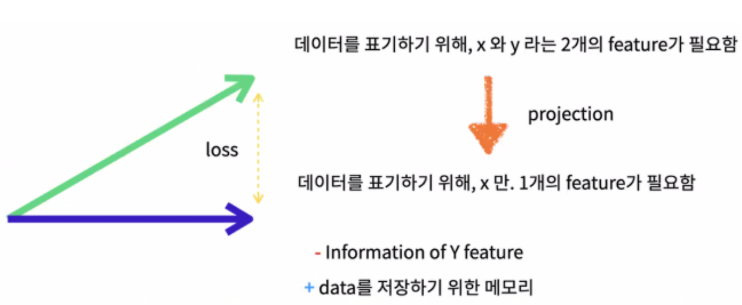 데이터를 표기하기 위해, x 와 y 라는 2개의 feature가 필요함
projection
loss
데이터를 표기하기 위해, x 만. 1개의 feature가 필요함
- Information of Y feature
+ data를 저장하기 위한 메모리